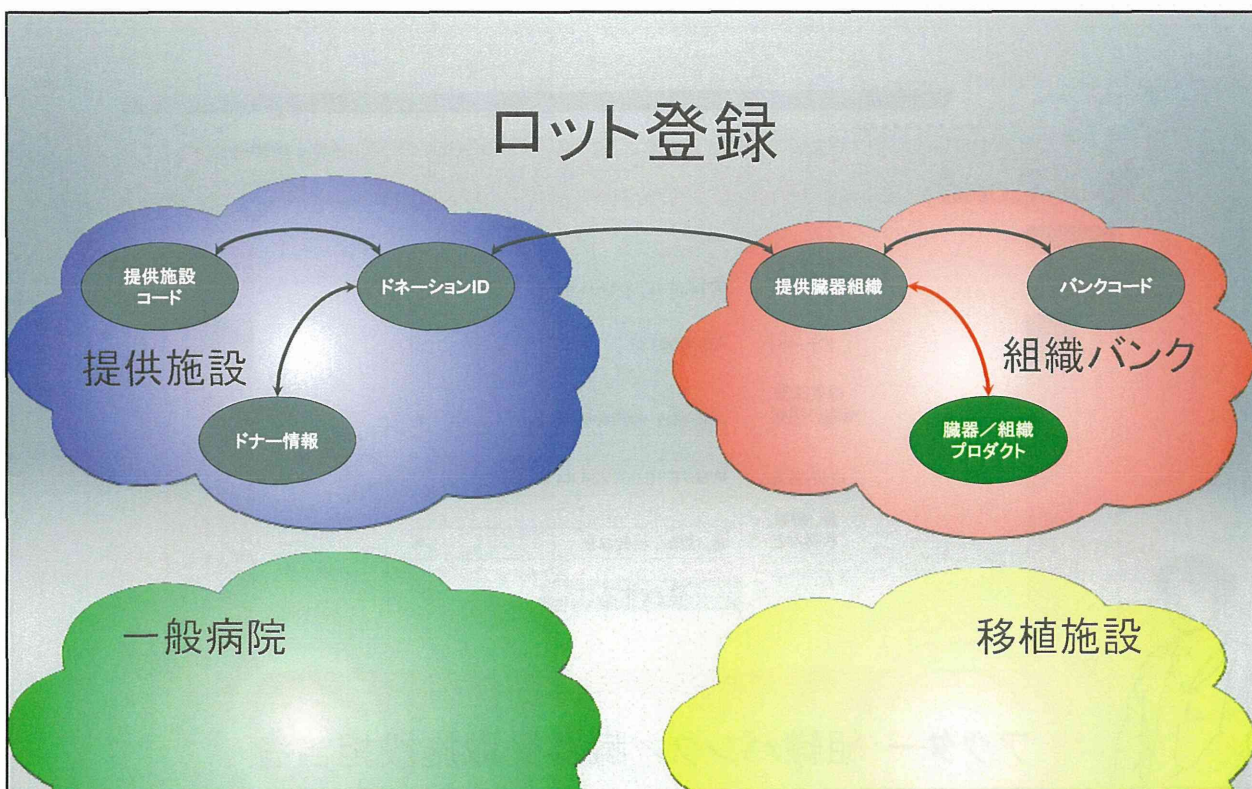 ロット登録
提供施設
コード
ドネーションID
提供臓器組織
バンクコード
提供施設
組織バンク
ドナー情報
臓器／組織
プロダクト
一般病院
移植施設